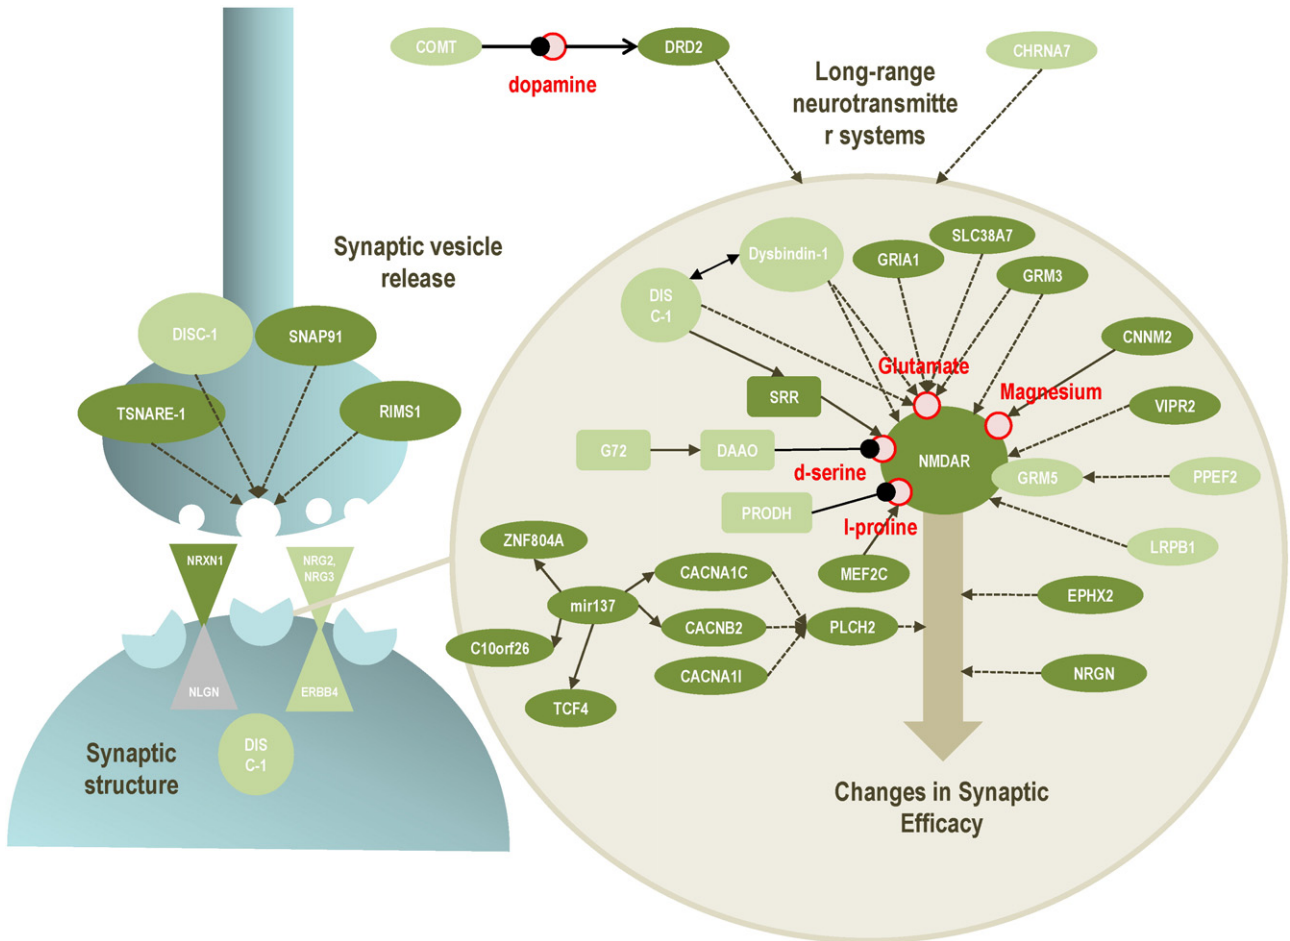 COMT
dopamine
DRD2
CHRNA7
Long-range
neurotransmitte
r systems
Synaptic vesicle
release
DISC-1
SNAP91
TSNARE-1
RIMS1
Dysbindin-1
DIS
C-1
GRIA1
SLC38A7
GRM3
CNNM2
Glutamate
Magnesium
SRR
VIPR2
G72
DAAO
d-serine
NMDAR
GRM5
PPEF2
PRODH
l-proline
LRPB1
MEF2C
ZNF804A
mir137
C10orf26
TCF4
CACNA1C
CACNB2
CACNA1I
PLCH2
EPHX2
NRGN
Changes in Synaptic
Efficacy
NRXN1
NRG2,
NRG3
NLGN
ERBB4
DIS
C-1
Synaptic
structure